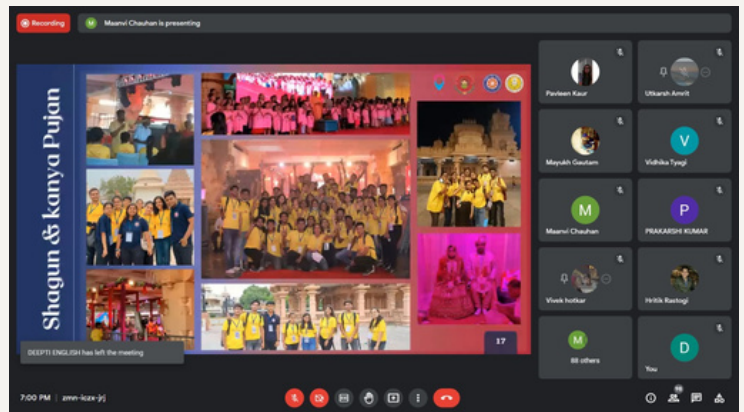 Recording
Maanvi Chauhan is presenting
Shagun & kanya Pujan
17
DEEPTI ENGLISH has left the meeting
Pavleen Kaur
Utkarsh Amrit
Mayukh Gautam
V
Vidhika Tyagi
M
Maanvi Chauhan
P
PRAKARSHI KUMAR
Vivek hotkar
Hritik Rastogi
M
88 others
D
You
7:00 PM | zmn-iczx-jrj
98